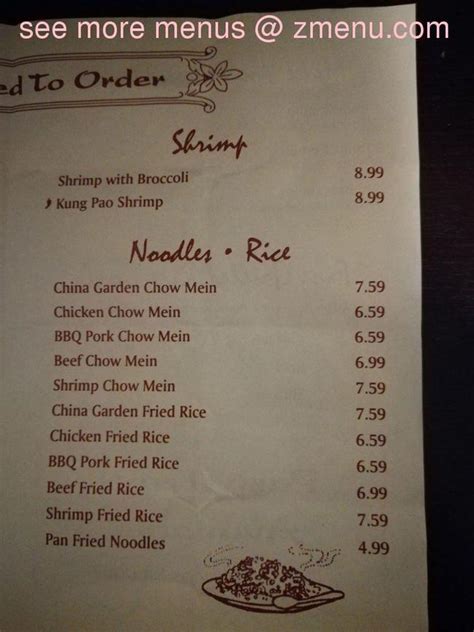 see more menus @ zmenu.com
ed To Order
Shrimp
Shrimp with Broccoli 8.99
Kung Pao Shrimp 8.99
Noodles • Rice
China Garden Chow Mein 7.59
Chicken Chow Mein 6.59
BBQ Pork Chow Mein 6.59
Beef Chow Mein 6.99
Shrimp Chow Mein 7.59
China Garden Fried Rice 7.59
Chicken Fried Rice 6.59
BBQ Pork Fried Rice 6.59
Beef Fried Rice 6.99
Shrimp Fried Rice 7.59
Pan Fried Noodles 4.99